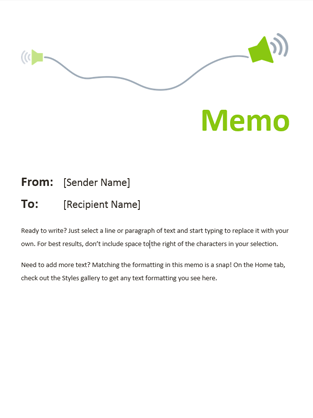 Memo
From: [Sender Name]
To: [Recipient Name]
Ready to write? Just select a line or paragraph of text and start typing to replace it with your
own. For best results, don't include space to the right of the characters in your selection.
Need to add more text? Matching the formatting in this memo is a snap! On the Home tab,
check out the Styles gallery to get any text formatting you see here.